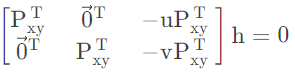 [P_xy^T  0⃗^T  −uP_xy^T
0⃗^T  P_xy^T  −vP_xy^T] h = 0